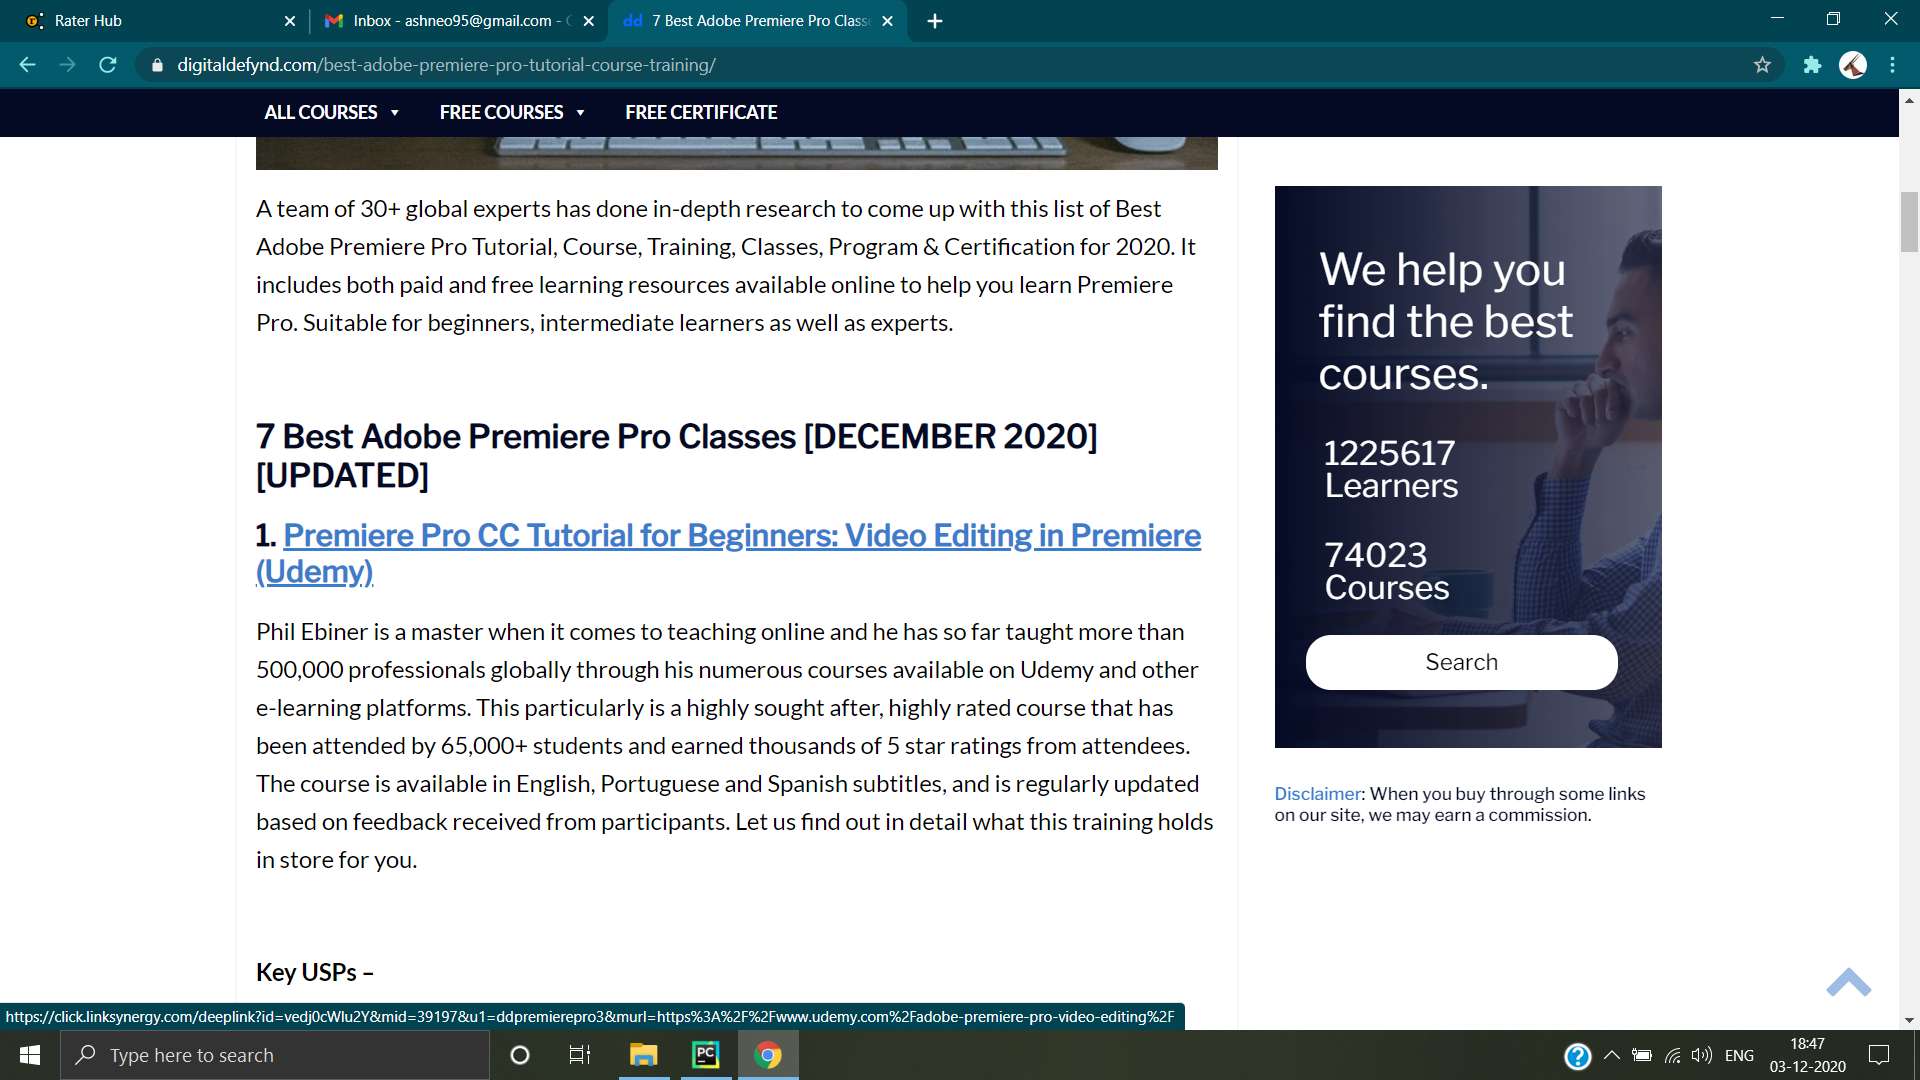 Rater Hub
Inbox - ashneo95@gmail.com -
7 Best Adobe Premiere Pro Class
digitaldefynd.com/best-adobe-premiere-pro-tutorial-course-training/
ALL COURSES
FREE COURSES
FREE CERTIFICATE
A team of 30+ global experts has done in-depth research to come up with this list of Best
Adobe Premiere Pro Tutorial, Course, Training, Classes, Program & Certification for 2020. It
includes both paid and free learning resources available online to help you learn Premiere
Pro. Suitable for beginners, intermediate learners as well as experts.
7 Best Adobe Premiere Pro Classes [DECEMBER 2020]
[UPDATED]
1. Premiere Pro CC Tutorial for Beginners: Video Editing in Premiere
(Udemy)
Phil Ebiner is a master when it comes to teaching online and he has so far taught more than
500,000 professionals globally through his numerous courses available on Udemy and other
e-learning platforms. This particularly is a highly sought after, highly rated course that has
been attended by 65,000+ students and earned thousands of 5 star ratings from attendees.
The course is available in English, Portuguese and Spanish subtitles, and is regularly updated
based on feedback received from participants. Let us find out in detail what this training holds
in store for you.
Key USPs –
We help you
find the best
courses.
1225617
Learners
74023
Courses
Search
Disclaimer: When you buy through some links
on our site, we may earn a commission.
https://click.linksynergy.com/deeplink?id=vedj0cWlu2Y&mid=39197&u1=ddpremierepro3&murl=https%3A%2F%2Fwww.udemy.com%2Fadobe-premiere-pro-video-editing%2F
Type here to search
PC
ENG
18:47
03-12-2020